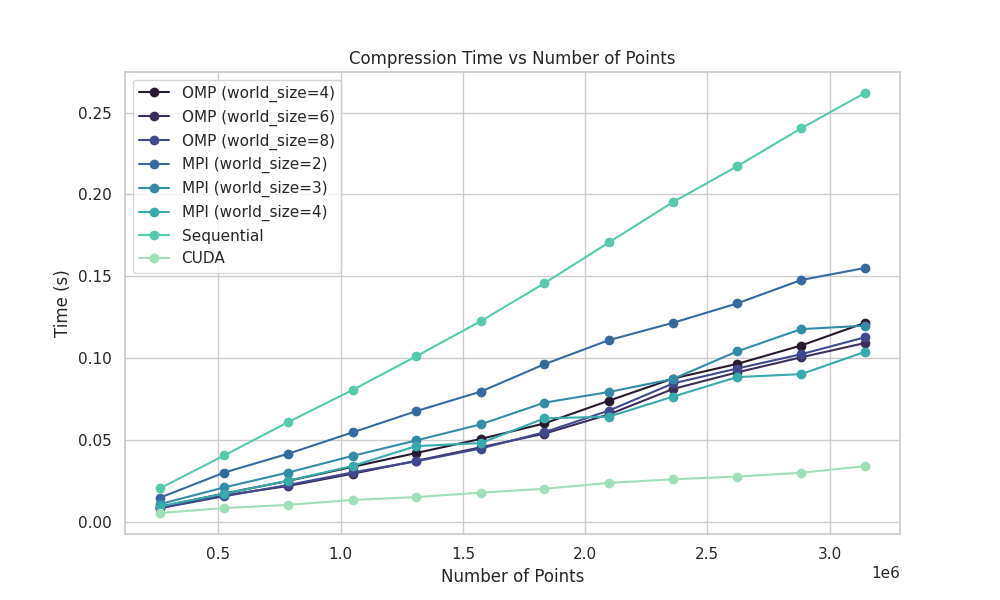 Compression Time vs Number of Points
OMP (world_size=4)
OMP (world_size=6)
OMP (world_size=8)
MPI (world_size=2)
MPI (world_size=3)
MPI (world_size=4)
Sequential
CUDA
Time (s)
0.25
0.20
0.15
0.10
0.05
0.00
0.5
1.0
1.5
2.0
2.5
3.0
1e6
Number of Points